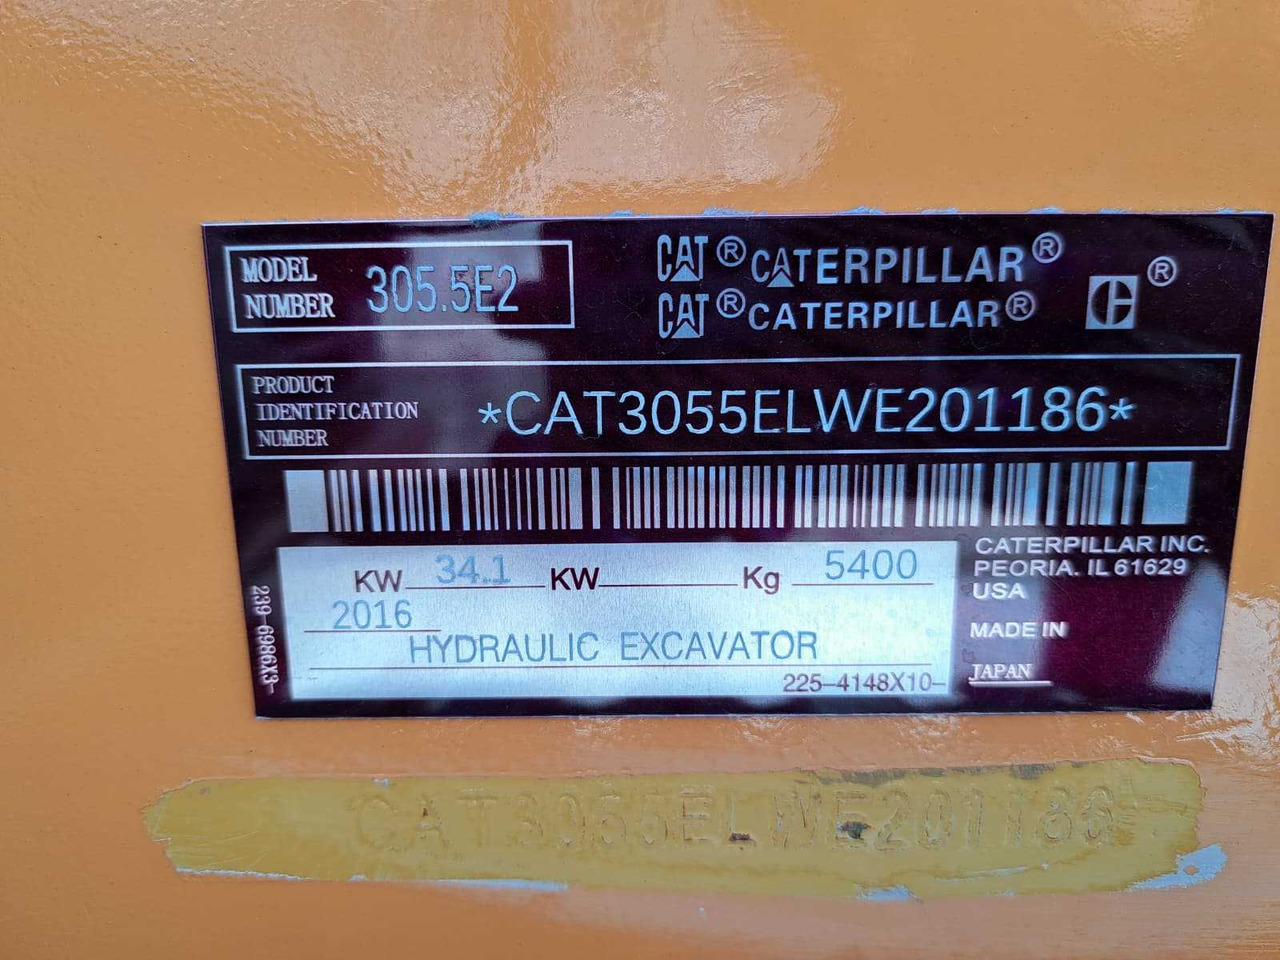 MODEL NUMBER 305.5E2
CAT® CATERPILLAR®
CAT® CATERPILLAR®
®
PRODUCT
IDENTIFICATION
NUMBER
*CAT3055ELWE201186*
KW 34.1 KW Kg 5400
2016
HYDRAULIC EXCAVATOR
225-4148X10-
239-6986X3-
CATERPILLAR INC.
PEORIA. IL 61629
USA
MADE IN
JAPAN
CAT3055ELWE201186